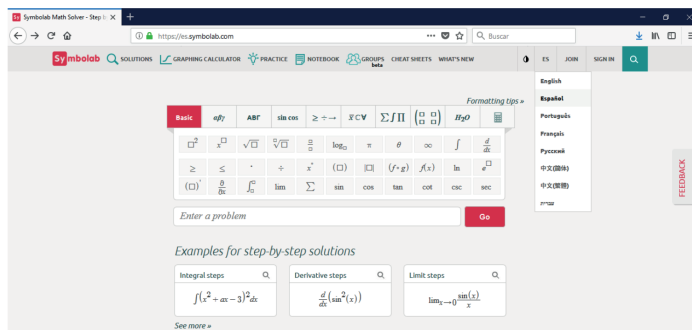 Symbolab Math Solver - Step b
https://es.symbolab.com
Buscar
Symbolab SOLUTIONS GRAPHING CALCULATOR PRACTICE NOTEBOOK GROUPS beta CHEAT SHEETS WHAT'S NEW ES JOIN SIGN IN
English
Español
Português
Français
Русский
中文(简体)
中文(繁體)
Formatting tips »
Basic αβγ ΑΒΓ sin cos ≥ ÷ → x̄ ℂ ∀ ∑ ∫ ∏ (□ □ □ □) H₂O
□² x^□ √□ ⁿ√□ □/□ log□ π θ ∞ ∫ d/dx
≥ ≤ · ÷ x° (□) |□| (f ∘ g) f(x) ln e^□
(□)' ∂/∂x ∫ lim ∑ sin cos tan cot csc sec
Enter a problem Go
FEEDBACK
Examples for step-by-step solutions
Integral steps Derivative steps Limit steps
∫(x² + ax − 3)² dx d/dx(sin²(x)) lim x→0 sin(x)/x
See more »